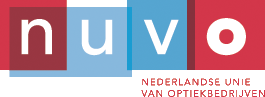 nuvo
NEDERLANDSE UNIE
VAN OPTIEKBEDRIJVEN